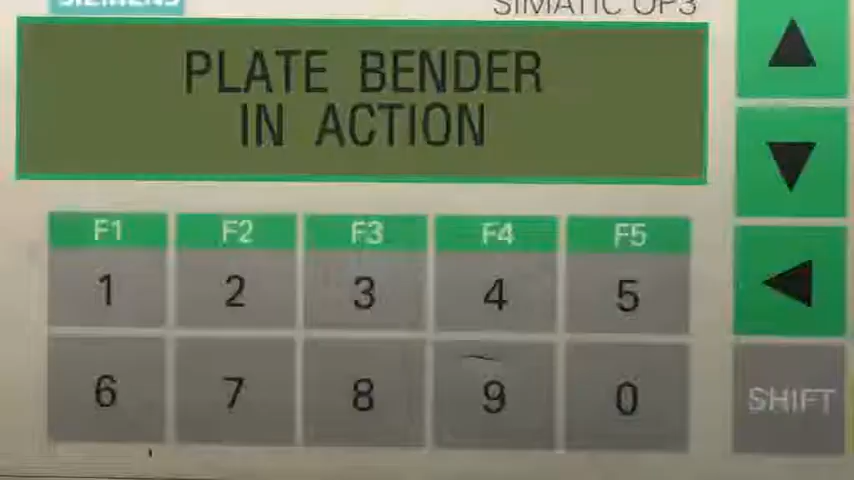 SIEMENS
SIMATIC OP3
PLATE BENDER
IN ACTION
F1 F2 F3 F4 F5
1 2 3 4 5
6 7 8 9 0
SHIFT